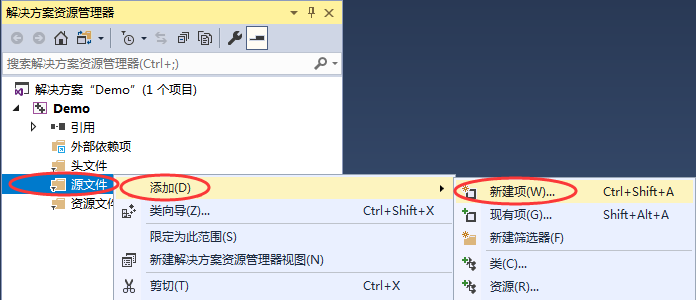 解决方案资源管理器
搜索解决方案资源管理器(Ctrl+;)
解决方案 “Demo” (1 个项目)
Demo
引用
外部依赖项
头文件
源文件
资源文件
添加(D)
类向导(Z)... Ctrl+Shift+X
限定为此范围(S)
新建解决方案资源管理器视图(N)
剪切(T) Ctrl+X
新建项(W)... Ctrl+Shift+A
现有项(G)... Shift+Alt+A
新建筛选器(F)
类(C)...
资源(R)...